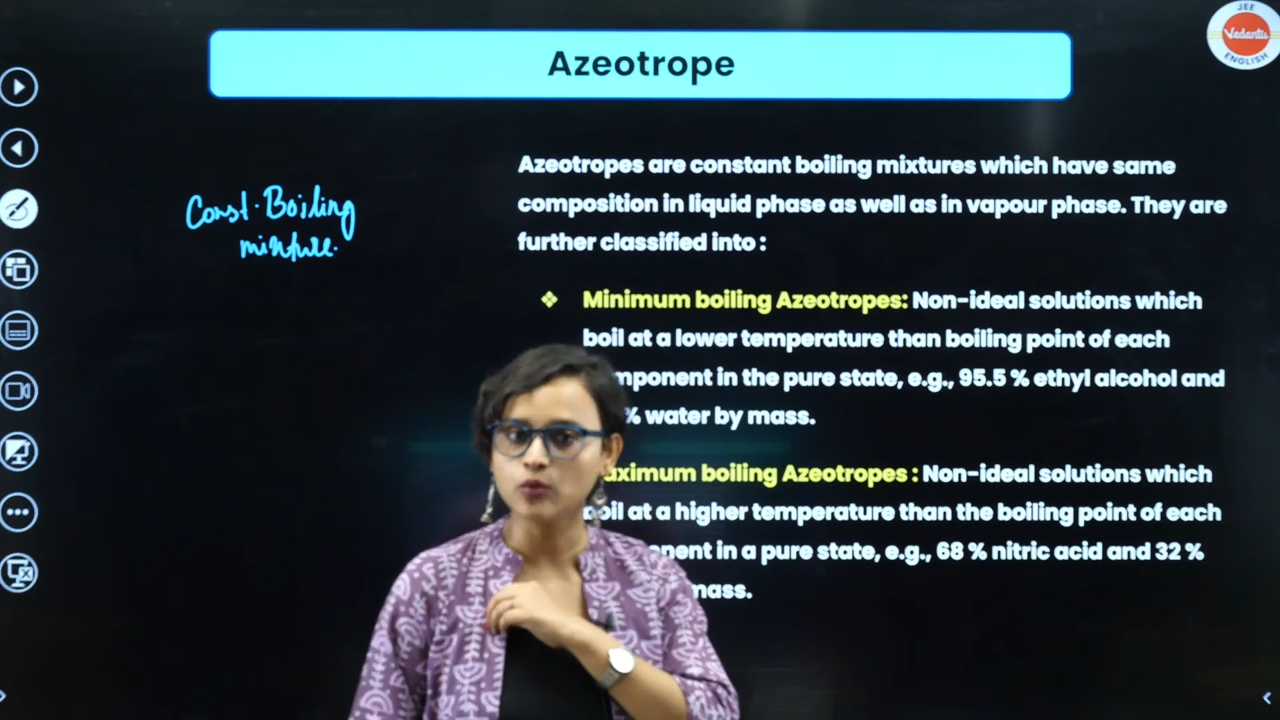 JEE
Vedantu
ENGLISH
Azeotrope
Const. Boiling
mixture.
Azeotropes are constant boiling mixtures which have same
composition in liquid phase as well as in vapour phase. They are
further classified into :
❖ Minimum boiling Azeotropes: Non-ideal solutions which
boil at a lower temperature than boiling point of each
in the pure state, e.g., 95.5 % ethyl alcohol and
% water by mass.
boiling Azeotropes : Non-ideal solutions which
at a higher temperature than the boiling point of each
in a pure state, e.g., 68 % nitric acid and 32 %
mass.